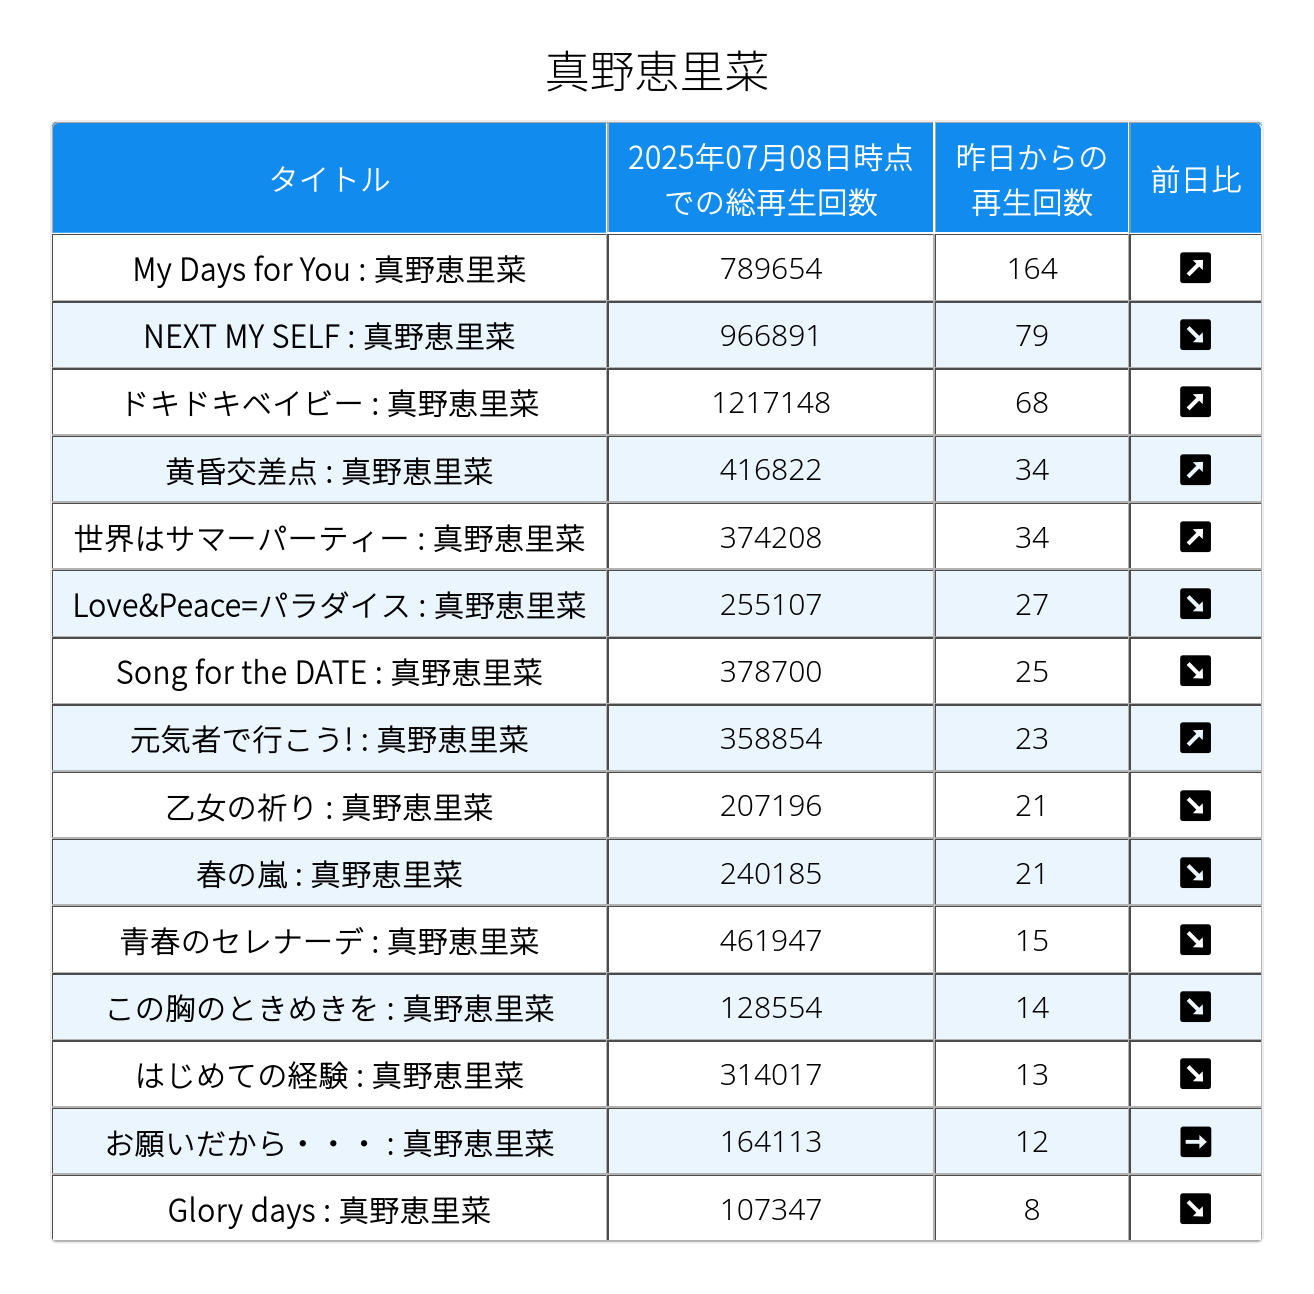 真野恵里菜
タイトル 2025年07月08日時点での総再生回数 昨日からの再生回数 前日比
My Days for You : 真野恵里菜 789654 164 ↗
NEXT MY SELF : 真野恵里菜 966891 79 ↘
ドキドキベイビー : 真野恵里菜 1217148 68 ↗
黄昏交差点 : 真野恵里菜 416822 34 ↗
世界はサマーパーティー : 真野恵里菜 374208 34 ↗
Love&Peace=パラダイス : 真野恵里菜 255107 27 ↘
Song for the DATE : 真野恵里菜 378700 25 ↘
元気者で行こう! : 真野恵里菜 358854 23 ↗
乙女の祈り : 真野恵里菜 207196 21 ↘
春の嵐 : 真野恵里菜 240185 21 ↘
青春のセレナーデ : 真野恵里菜 461947 15 ↘
この胸のときめきを : 真野恵里菜 128554 14 ↘
はじめての経験 : 真野恵里菜 314017 13 ↘
お願いだから・・・ : 真野恵里菜 164113 12 →
Glory days : 真野恵里菜 107347 8 ↘